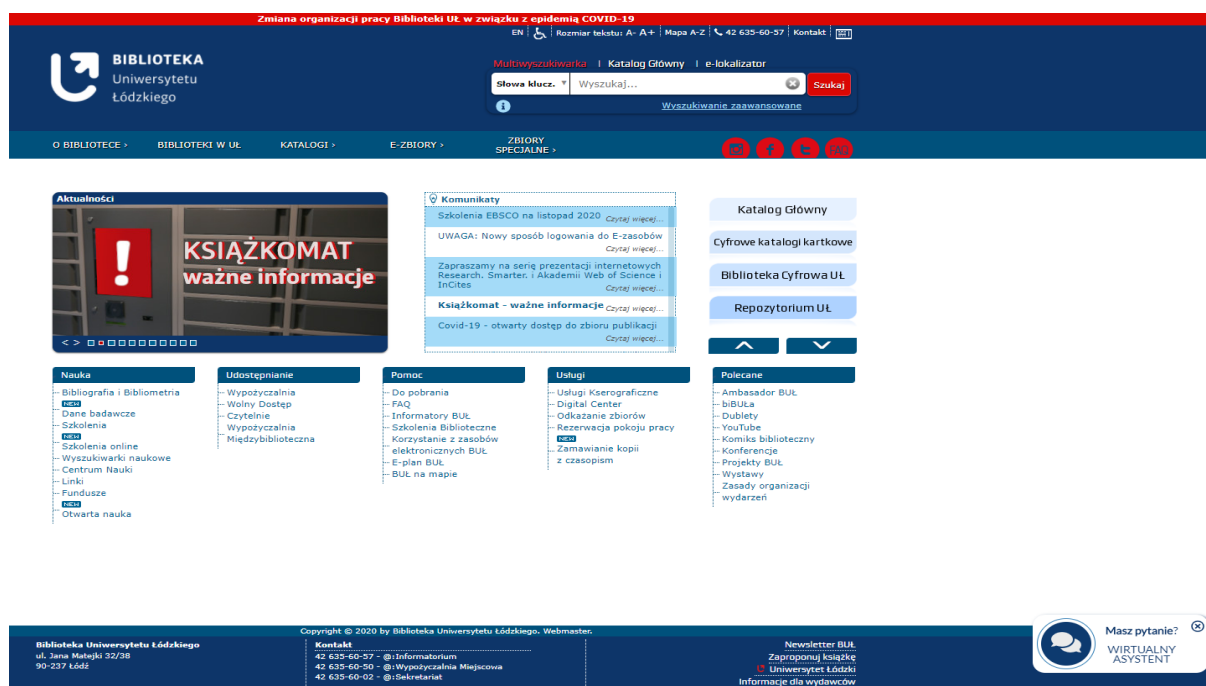 Zmiana organizacji pracy Biblioteki UŁ w związku z epidemią COVID-19
EN Rozmiar tekstu: A- A+ Mapa A-Z 42 635-60-57 Kontakt
BIBLIOTEKA
Uniwersytetu
Łódzkiego
Multiwyszukiwarka | Katalog Główny | e-lokalizator
Słowa klucz. Wyszukaj... Szukaj
Wyszukiwanie zaawansowane
O BIBLIOTECE › BIBLIOTEKI W UŁ KATALOGI › E-ZBIORY › ZBIORY
SPECJALNE ›
FAQ
Aktualności
KSIĄŻKOMAT
ważne informacje
< >
Komunikaty
Szkolenia EBSCO na listopad 2020 Czytaj więcej...
UWAGA: Nowy sposób logowania do E-zasobów
Czytaj więcej...
Zapraszamy na serię prezentacji internetowych
Research. Smarter. i Akademii Web of Science i
InCites Czytaj więcej...
Książkomat - ważne informacje Czytaj więcej...
Covid-19 - otwarty dostęp do zbioru publikacji
Czytaj więcej...
Katalog Główny
Cyfrowe katalogi kartkowe
Biblioteka Cyfrowa UŁ
Repozytorium UŁ
Nauka
Bibliografia i Bibliometria
NEW
Dane badawcze
Szkolenia
NEW
Szkolenia online
Wyszukiwarki naukowe
Centrum Nauki
Linki
Fundusze
NEW
Otwarta nauka
Udostępnianie
Wypożyczalnia
Wolny Dostęp
Czytelnie
Wypożyczalnia
Międzybiblioteczna
Pomoc
Do pobrania
FAQ
Informatory BUŁ
Szkolenia Biblioteczne
Korzystanie z zasobów
elektronicznych BUŁ
E-plan BUŁ
BUŁ na mapie
Usługi
Usługi Kserograficzne
Digital Center
Odkażanie zbiorów
Rezerwacja pokoju pracy
NEW
Zamawianie kopii
z czasopism
Polecane
Ambasador BUŁ
biBUŁa
Dublety
YouTube
Komiks biblioteczny
Konferencje
Projekty BUŁ
Wystawy
Zasady organizacji
wydarzeń
Copyright © 2020 by Biblioteka Uniwersytetu Łódzkiego. Webmaster.
Biblioteka Uniwersytetu Łódzkiego
ul. Jana Matejki 32/38
90-237 Łódź
Kontakt
42 635-60-57 - @:Informatorium
42 635-60-50 - @:Wypożyczalnia Miejscowa
42 635-60-02 - @:Sekretariat
Newsletter BUŁ
Zaproponuj książkę
Uniwersytet Łódzki
Informacje dla wydawców
Masz pytanie?
WIRTUALNY
ASYSTENT